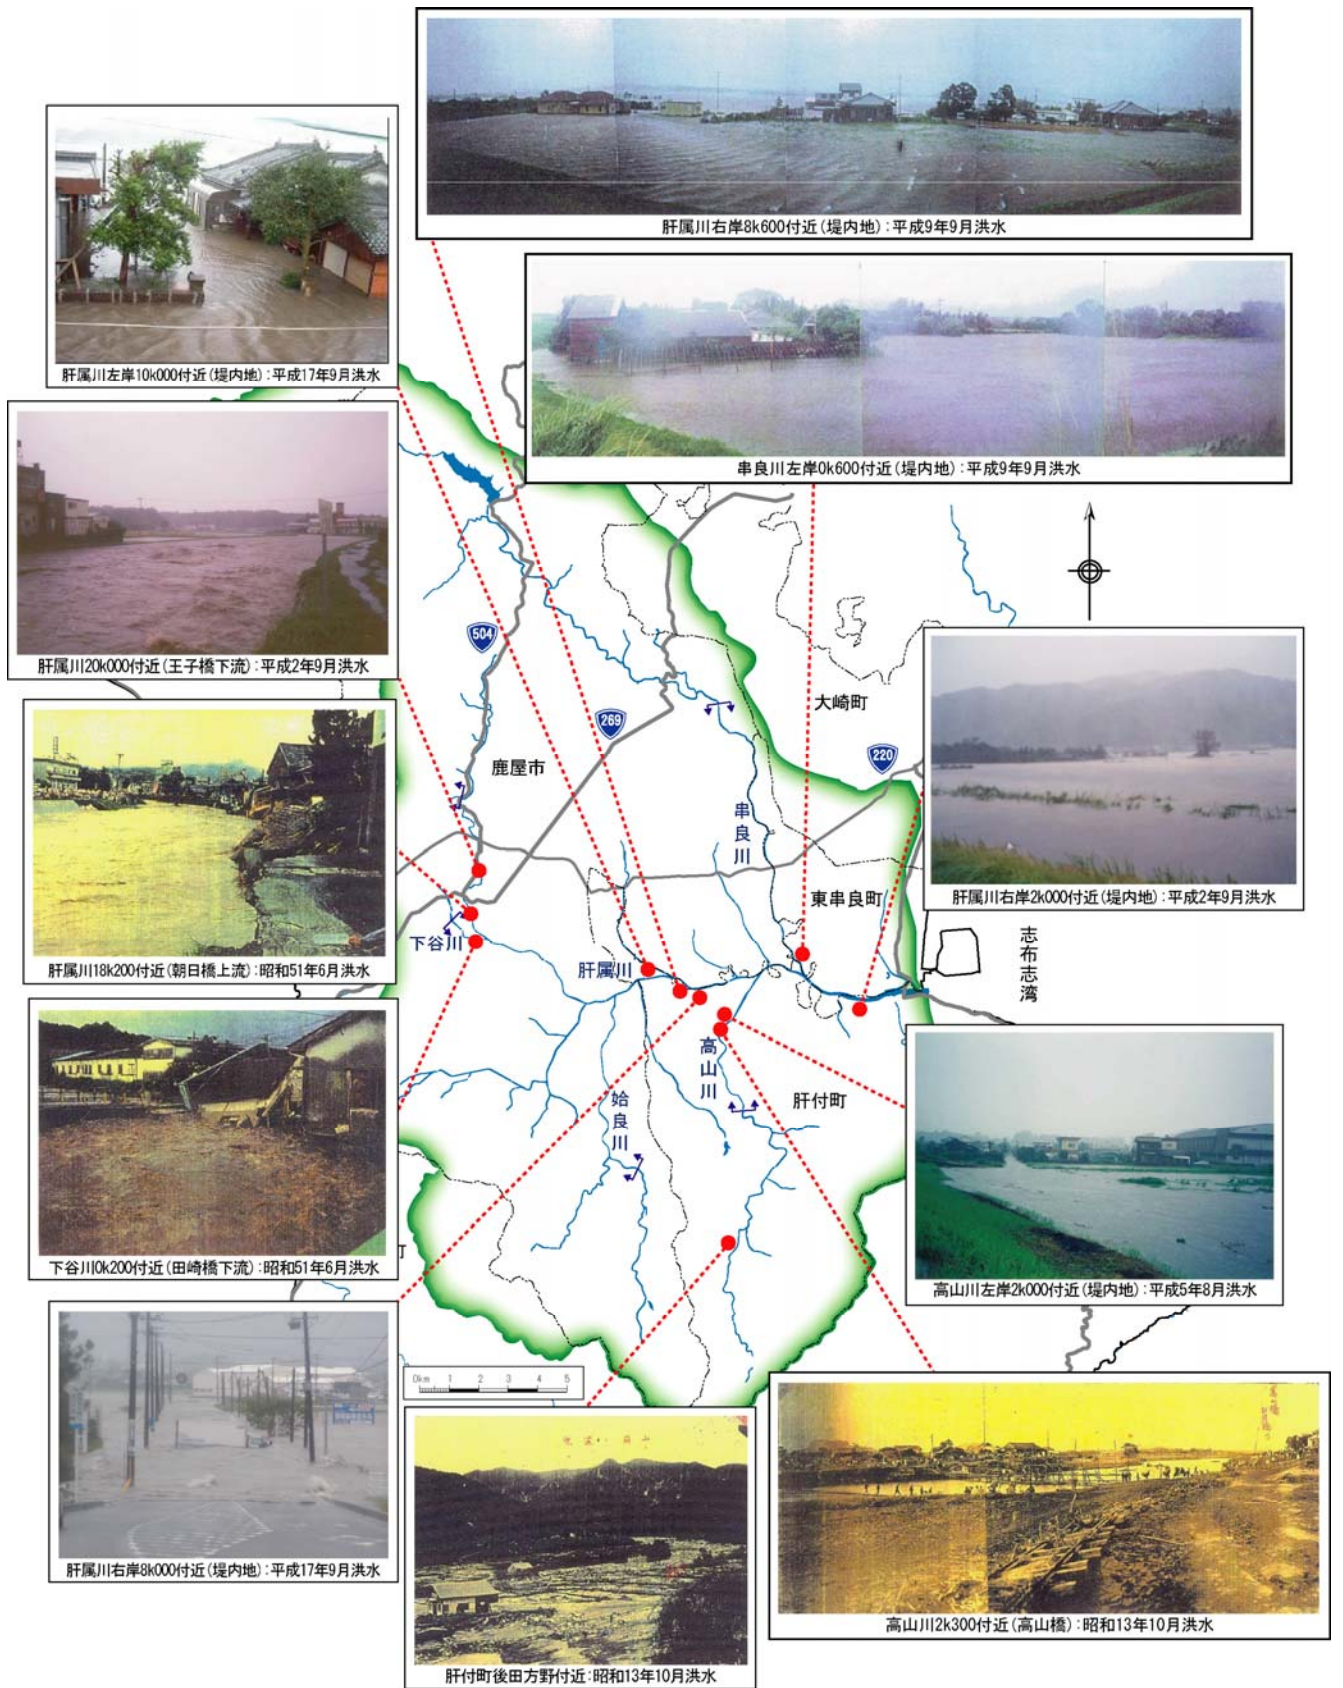 肝属川右岸8k600付近(堤内地):平成9年9月洪水
肝属川左岸10k000付近(堤内地):平成17年9月洪水
串良川左岸0k600付近(堤内地):平成9年9月洪水
肝属川20k000付近(王子橋下流):平成2年9月洪水
504
大崎町
269
220
鹿屋市
串良川
肝属川右岸2k000付近(堤内地):平成2年9月洪水
東串良町
下谷川
肝属川18k200付近(朝日橋上流):昭和51年6月洪水
肝属川
志布志湾
高山川
姶良川
肝付町
町
下谷川0k200付近(田崎橋下流):昭和51年6月洪水
高山川左岸2k000付近(堤内地):平成5年8月洪水
0km 1 2 3 4 5
肝属川右岸8k000付近(堤内地):平成17年9月洪水
高山川2k300付近(高山橋):昭和13年10月洪水
肝付町後田方野付近:昭和13年10月洪水